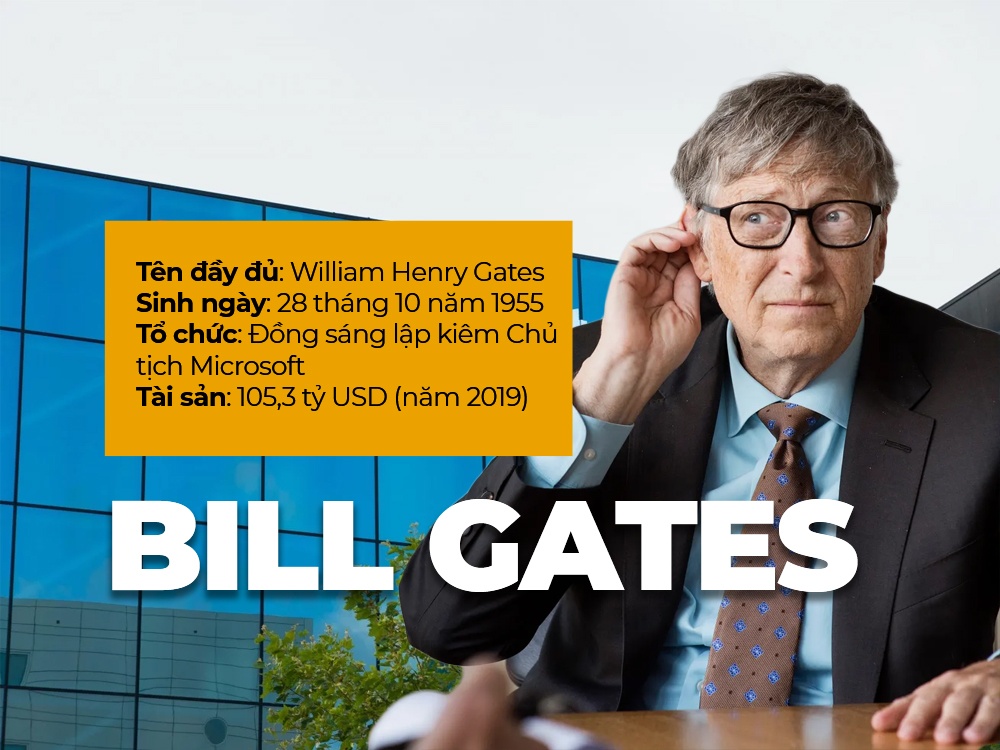 Tên đầy đủ: William Henry Gates
Sinh ngày: 28 tháng 10 năm 1955
Tổ chức: Đồng sáng lập kiêm Chủ
tịch Microsoft
Tài sản: 105,3 tỷ USD (năm 2019)
BILL GATES